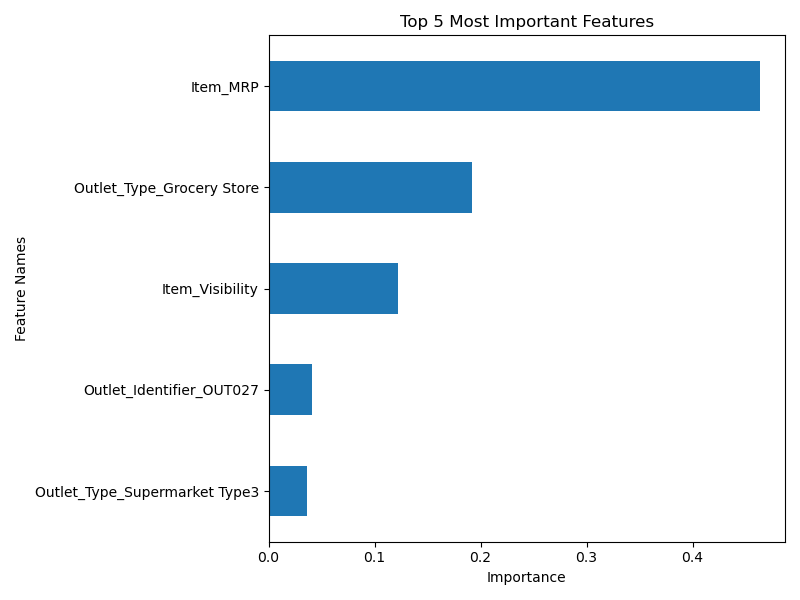 Top 5 Most Important Features
Feature Names
Item_MRP
Outlet_Type_Grocery Store
Item_Visibility
Outlet_Identifier_OUT027
Outlet_Type_Supermarket Type3
0.0 0.1 0.2 0.3 0.4
Importance